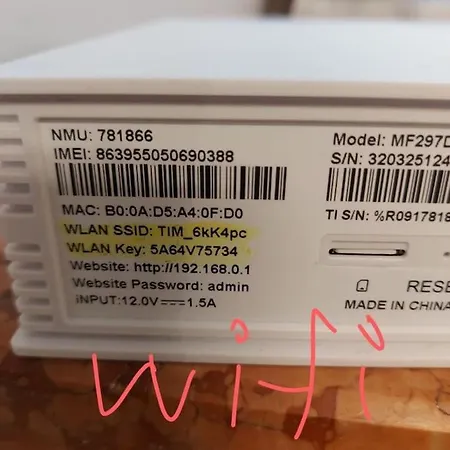 NMU: 781866
IMEI: 863955050690388
MAC: B0:0A:D5:A4:0F:D0
WLAN SSID: TIM_6kK4pc
WLAN Key: 5A64V75734
Website: http://192.168.0.1
Website Password: admin
iNPUT:12.0V⎓1.5A
Model: MF297D
S/N: 320325124
TI S/N: %R0917818
RESE
MADE IN CHINA
wifi